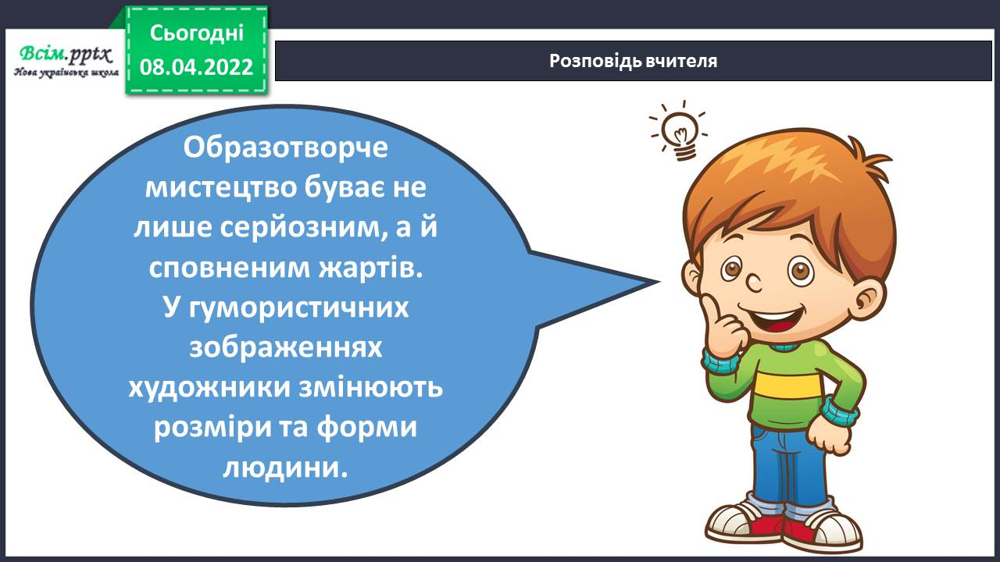 Сьогодні
08.04.2022
Всім.pptx
Нова українська школа
Розповідь вчителя
Образотворче
мистецтво буває не
лише серйозним, а й
сповненим жартів.
У гумористичних
зображеннях
художники змінюють
розміри та форми
людини.